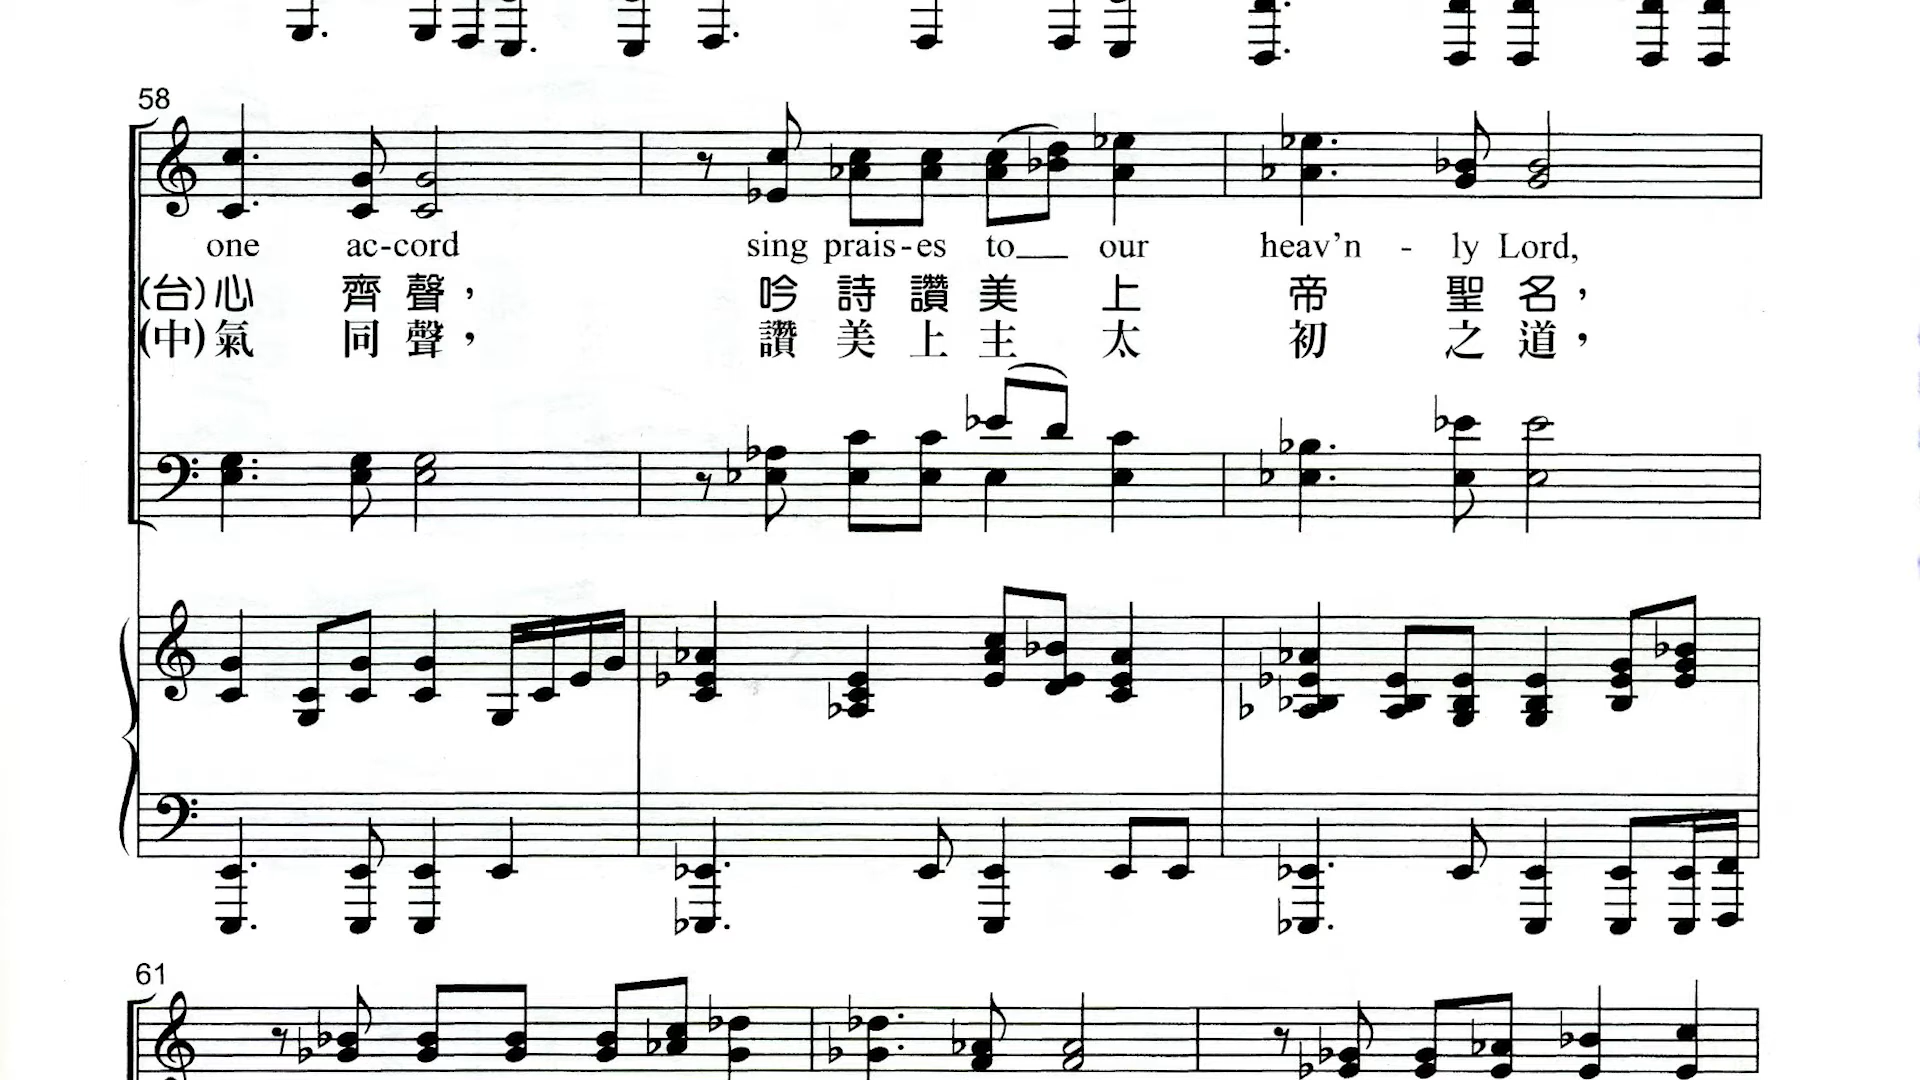 58
one ac-cord sing prais-es to our heav'n - ly Lord,
(台)心 齊 聲， 吟 詩 讚 美 上 帝 聖 名，
(中)氣 同 聲， 讚 美 上 主 太 初 之 道，
61